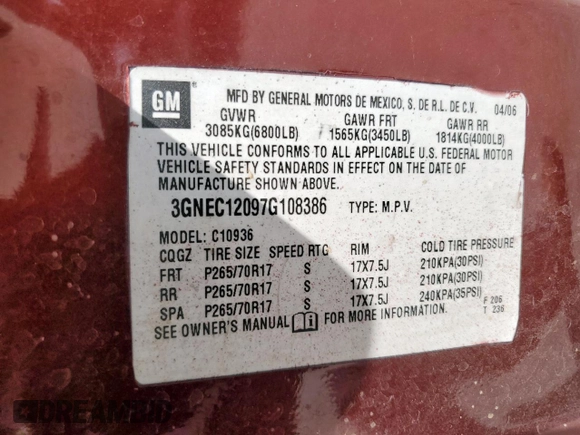 GM
MFD BY GENERAL MOTORS DE MEXICO, S. DE R.L. DE C.V. 04/06
GVWR GAWR FRT GAWR RR
3085KG(6800LB) 1565KG(3450LB) 1814KG(4000LB)
THIS VEHICLE CONFORMS TO ALL APPLICABLE U.S. FEDERAL MOTOR
VEHICLE SAFETY STANDARDS IN EFFECT ON THE DATE OF
MANUFACTURE SHOWN ABOVE.
3GNEC12097G108386 TYPE: M.P.V.
MODEL: C10936
CQGZ TIRE SIZE SPEED RTG RIM COLD TIRE PRESSURE
FRT P265/70R17 S 17X7.5J 210KPA(30PSI)
RR P265/70R17 S 17X7.5J 210KPA(30PSI)
SPA P265/70R17 S 17X7.5J 240KPA(35PSI)
SEE OWNER'S MANUAL FOR MORE INFORMATION.
F 206
T 236
DREAMBID